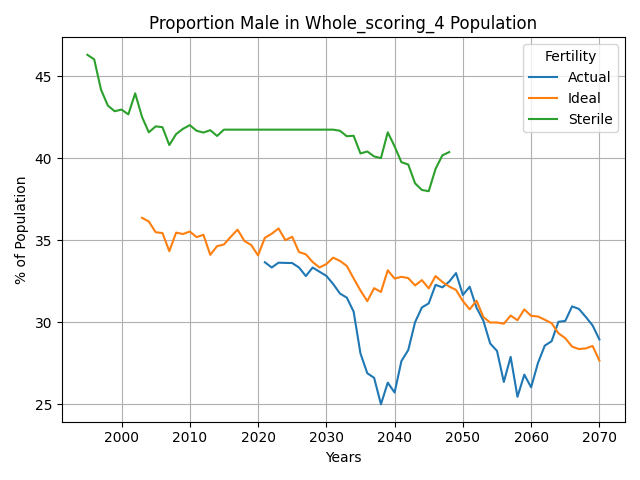 Proportion Male in Whole_scoring_4 Population
Fertility
Actual
Ideal
Sterile
% of Population
45
40
35
30
25
2000 2010 2020 2030 2040 2050 2060 2070
Years